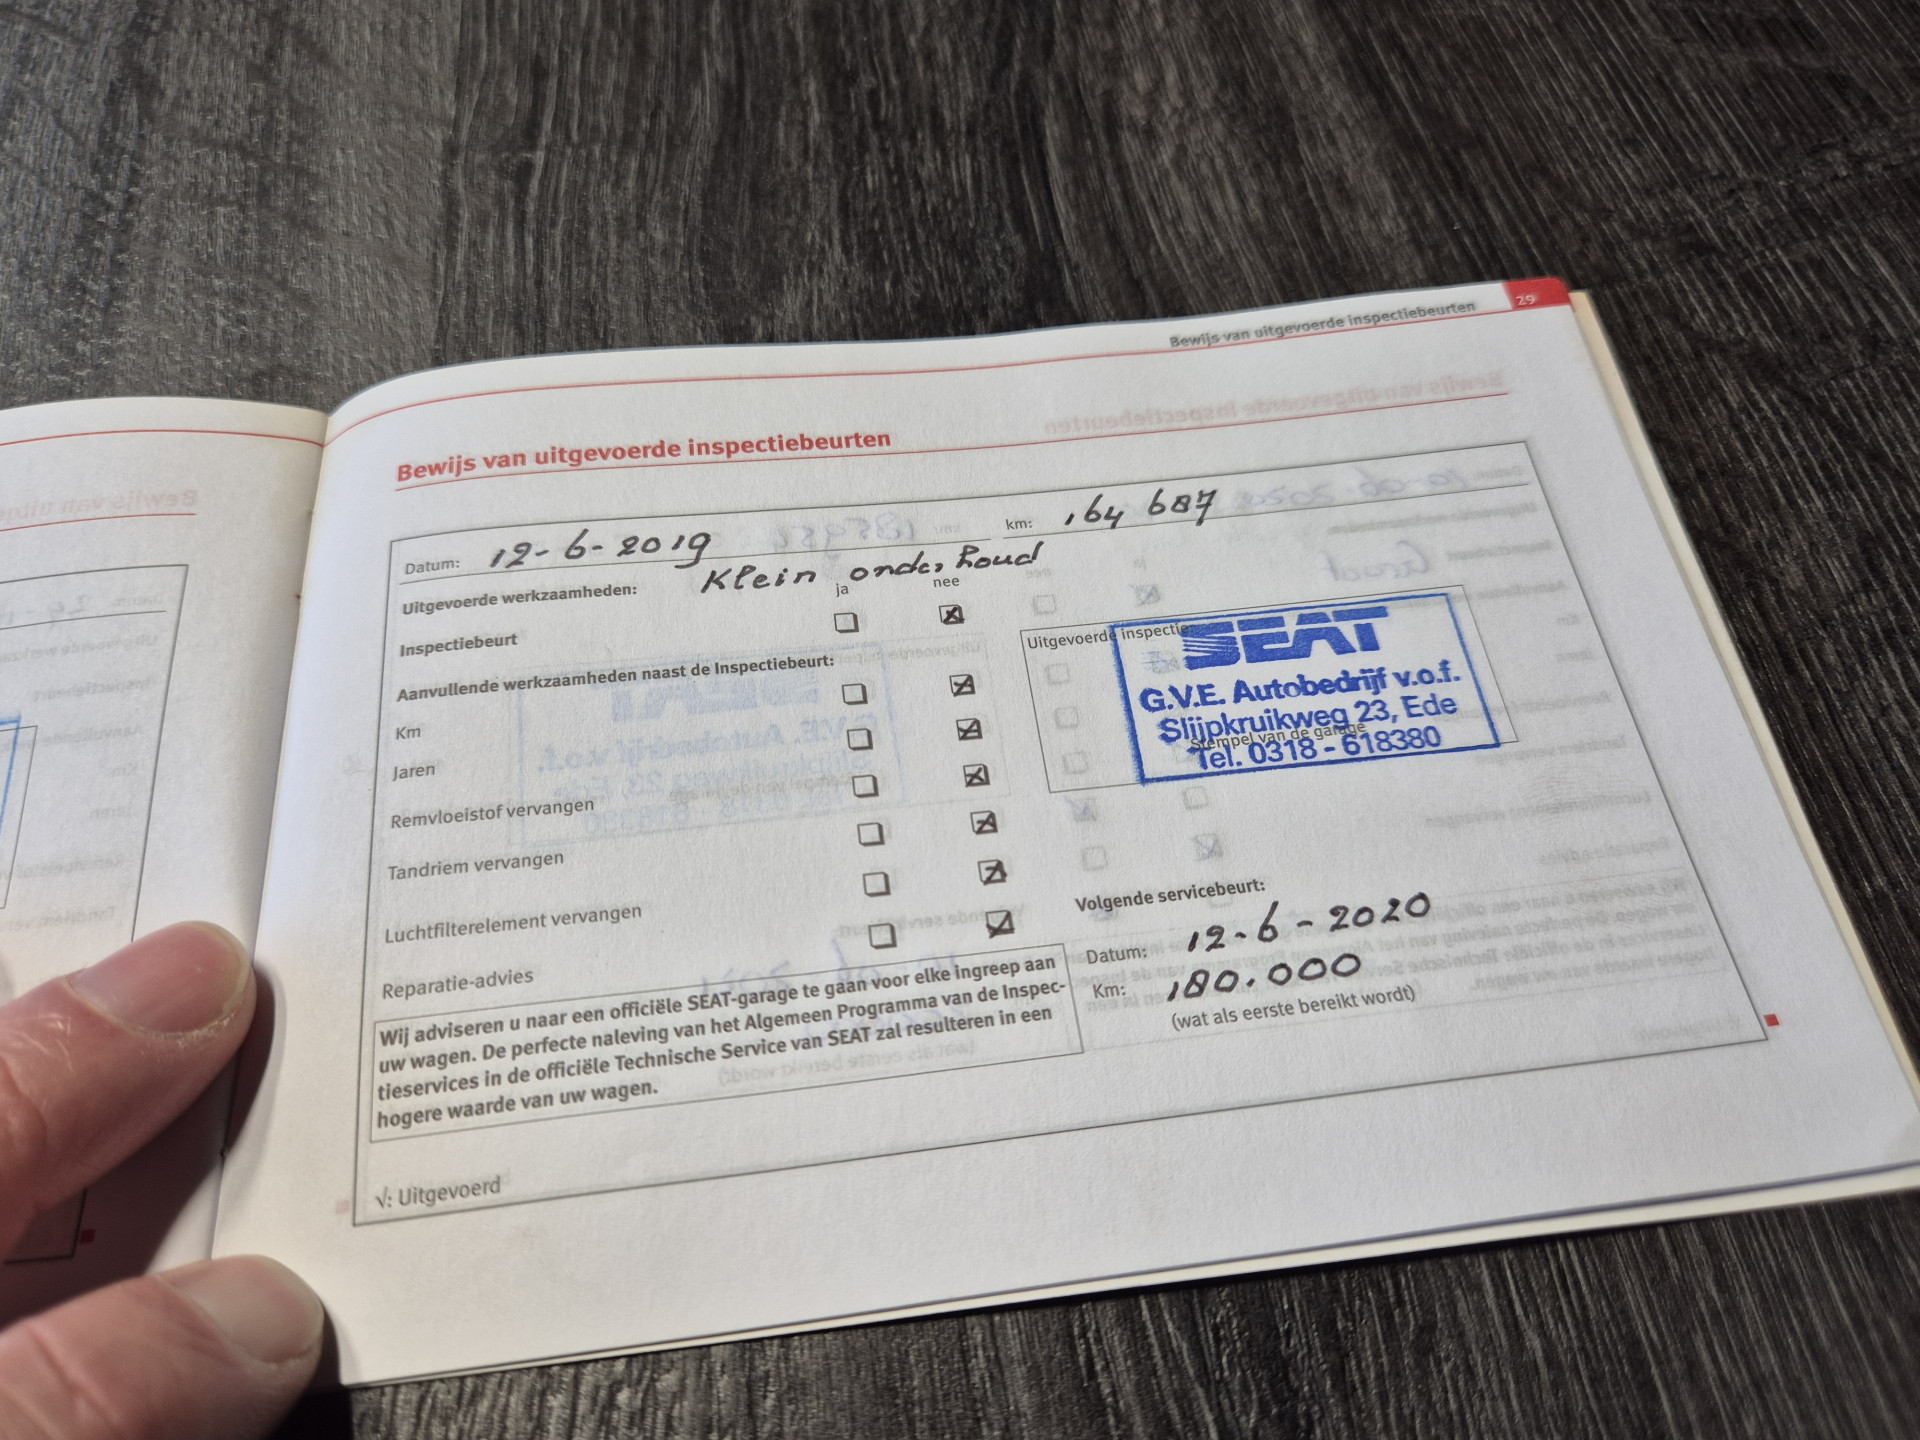 29
Bewijs van uitgevoerde inspectiebeurten
Bewijs van uitgevoerde inspectiebeurten
Datum: 12-6-2019 km: 164 687
Uitgevoerde werkzaamheden: Klein onderhoud
ja nee
Inspectiebeurt
Aanvullende werkzaamheden naast de Inspectiebeurt:
Km
Jaren
Remvloeistof vervangen
Tandriem vervangen
Luchtfilterelement vervangen
Reparatie-advies
Uitgevoerde inspectie
SEAT
G.V.E. Autobedrijf v.o.f.
Slijpkruikweg 23, Ede
Stempel van de garage
Tel. 0318 - 618380
Volgende servicebeurt:
Datum: 12-6-2020
Km: 180.000
(wat als eerste bereikt wordt)
Wij adviseren u naar een officiële SEAT-garage te gaan voor elke ingreep aan
uw wagen. De perfecte naleving van het Algemeen Programma van de Inspec-
tieservices in de officiële Technische Service van SEAT zal resulteren in een
hogere waarde van uw wagen.
√: Uitgevoerd